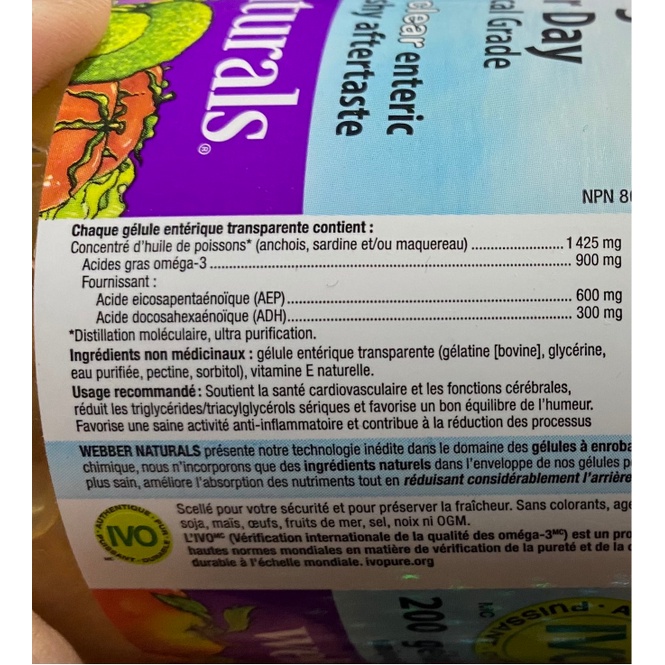 turals®
r Day
cal Grade
clear enteric
shy aftertaste
NPN 80
Chaque gélule entérique transparente contient :
Concentré d'huile de poissons* (anchois, sardine et/ou maquereau) .................... 1 425 mg
Acides gras oméga-3 .................... 900 mg
Fournissant :
Acide eicosapentaénoïque (AEP) .................... 600 mg
Acide docosahexaénoïque (ADH) .................... 300 mg
*Distillation moléculaire, ultra purification.
Ingrédients non médicinaux : gélule entérique transparente (gélatine [bovine], glycérine,
eau purifiée, pectine, sorbitol), vitamine E naturelle.
Usage recommandé : Soutient la santé cardiovasculaire et les fonctions cérébrales,
réduit les triglycérides/triacylglycérols sériques et favorise un bon équilibre de l'humeur.
Favorise une saine activité anti-inflammatoire et contribue à la réduction des processus
WEBBER NATURALS présente notre technologie inédite dans le domaine des gélules à enroba
chimique, nous n'incorporons que des ingrédients naturels dans l'enveloppe de nos gélules p
plus sain, améliore l'absorption des nutriments tout en réduisant considérablement l'arrière
Scellé pour votre sécurité et pour préserver la fraîcheur. Sans colorants, age
soja, maïs, œufs, fruits de mer, sel, noix ni OGM.
L'IVO^MC (Vérification internationale de la qualité des oméga-3^MC) est un pro
hautes normes mondiales en matière de vérification de la pureté et de la c
durable à l'échelle mondiale. ivopure.org
AUTHENTIQUE · PUR
IVO
200 g
PUISSANT